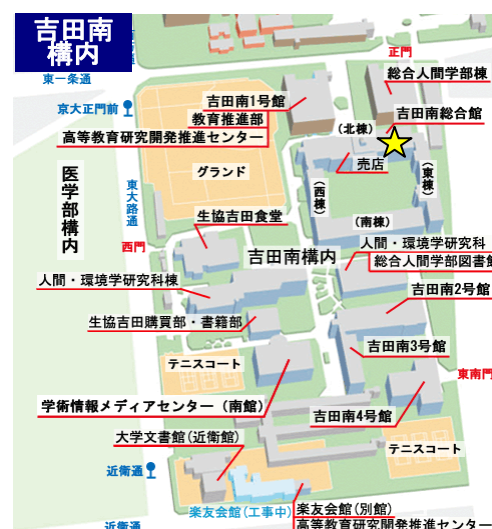 吉田南
構内
正門
東一条通
総合人間学部棟
吉田南1号館
京大正門前
吉田南総合館
教育推進部
(北棟)
高等教育研究開発推進センター
売店
グランド
(西棟)
(東棟)
医学部構内
東大路通
(南棟)
生協吉田食堂
西門
吉田南構内
人間・環境学研究科
総合人間学部図書館
人間・環境学研究科棟
吉田南2号館
生協吉田購買部・書籍部
吉田南3号館
テニスコート
東南門
学術情報メディアセンター(南館)
吉田南4号館
大学文書館(近衛館)
テニスコート
近衛通
楽友会館(工事中)
楽友会館(別館)
高等教育研究開発推進センター
近衛通